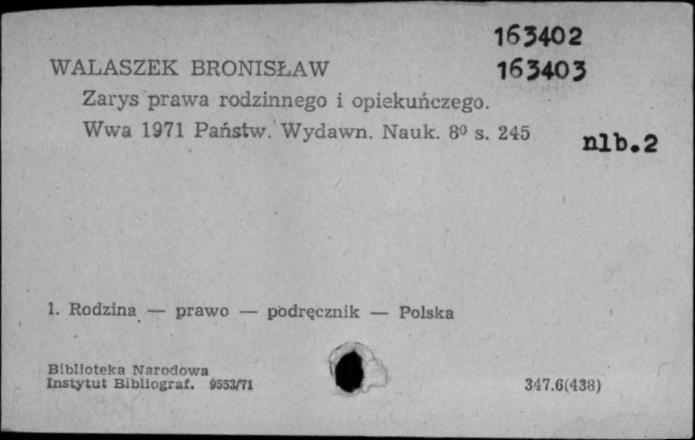 163402
WALASZEK BRONISŁAW 163403
Zarys prawa rodzinnego i opiekuńczego.
Wwa 1971 Państw. Wydawn. Nauk. 8⁰ s. 245 nlb.2
1. Rodzina — prawo — podręcznik — Polska
Biblioteka Narodowa
Instytut Bibliograf. 9553/71 347.6(438)